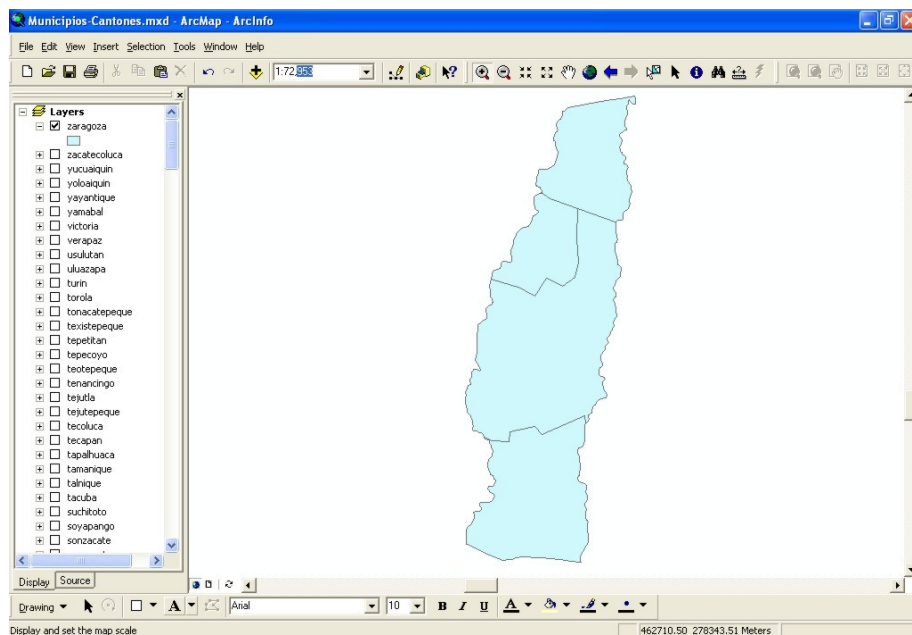 Municipios-Cantones.mxd - ArcMap - ArcInfo
File Edit View Insert Selection Tools Window Help
1:72,953
Layers
zaragoza
zacatecoluca
yucuaiquin
yoloaiquin
yayantique
yamabal
victoria
verapaz
usulutan
uluazapa
turin
torola
tonacatepeque
texistepeque
tepetitan
tepecoyo
teotepeque
tenancingo
tejutla
tejutepeque
tecoluca
tecapan
tapalhuaca
tamanique
talnique
tacuba
suchitoto
soyapango
sonzacate
Display Source
Drawing A Arial 10 B I U A
Display and set the map scale 462710.50 278343.51 Meters